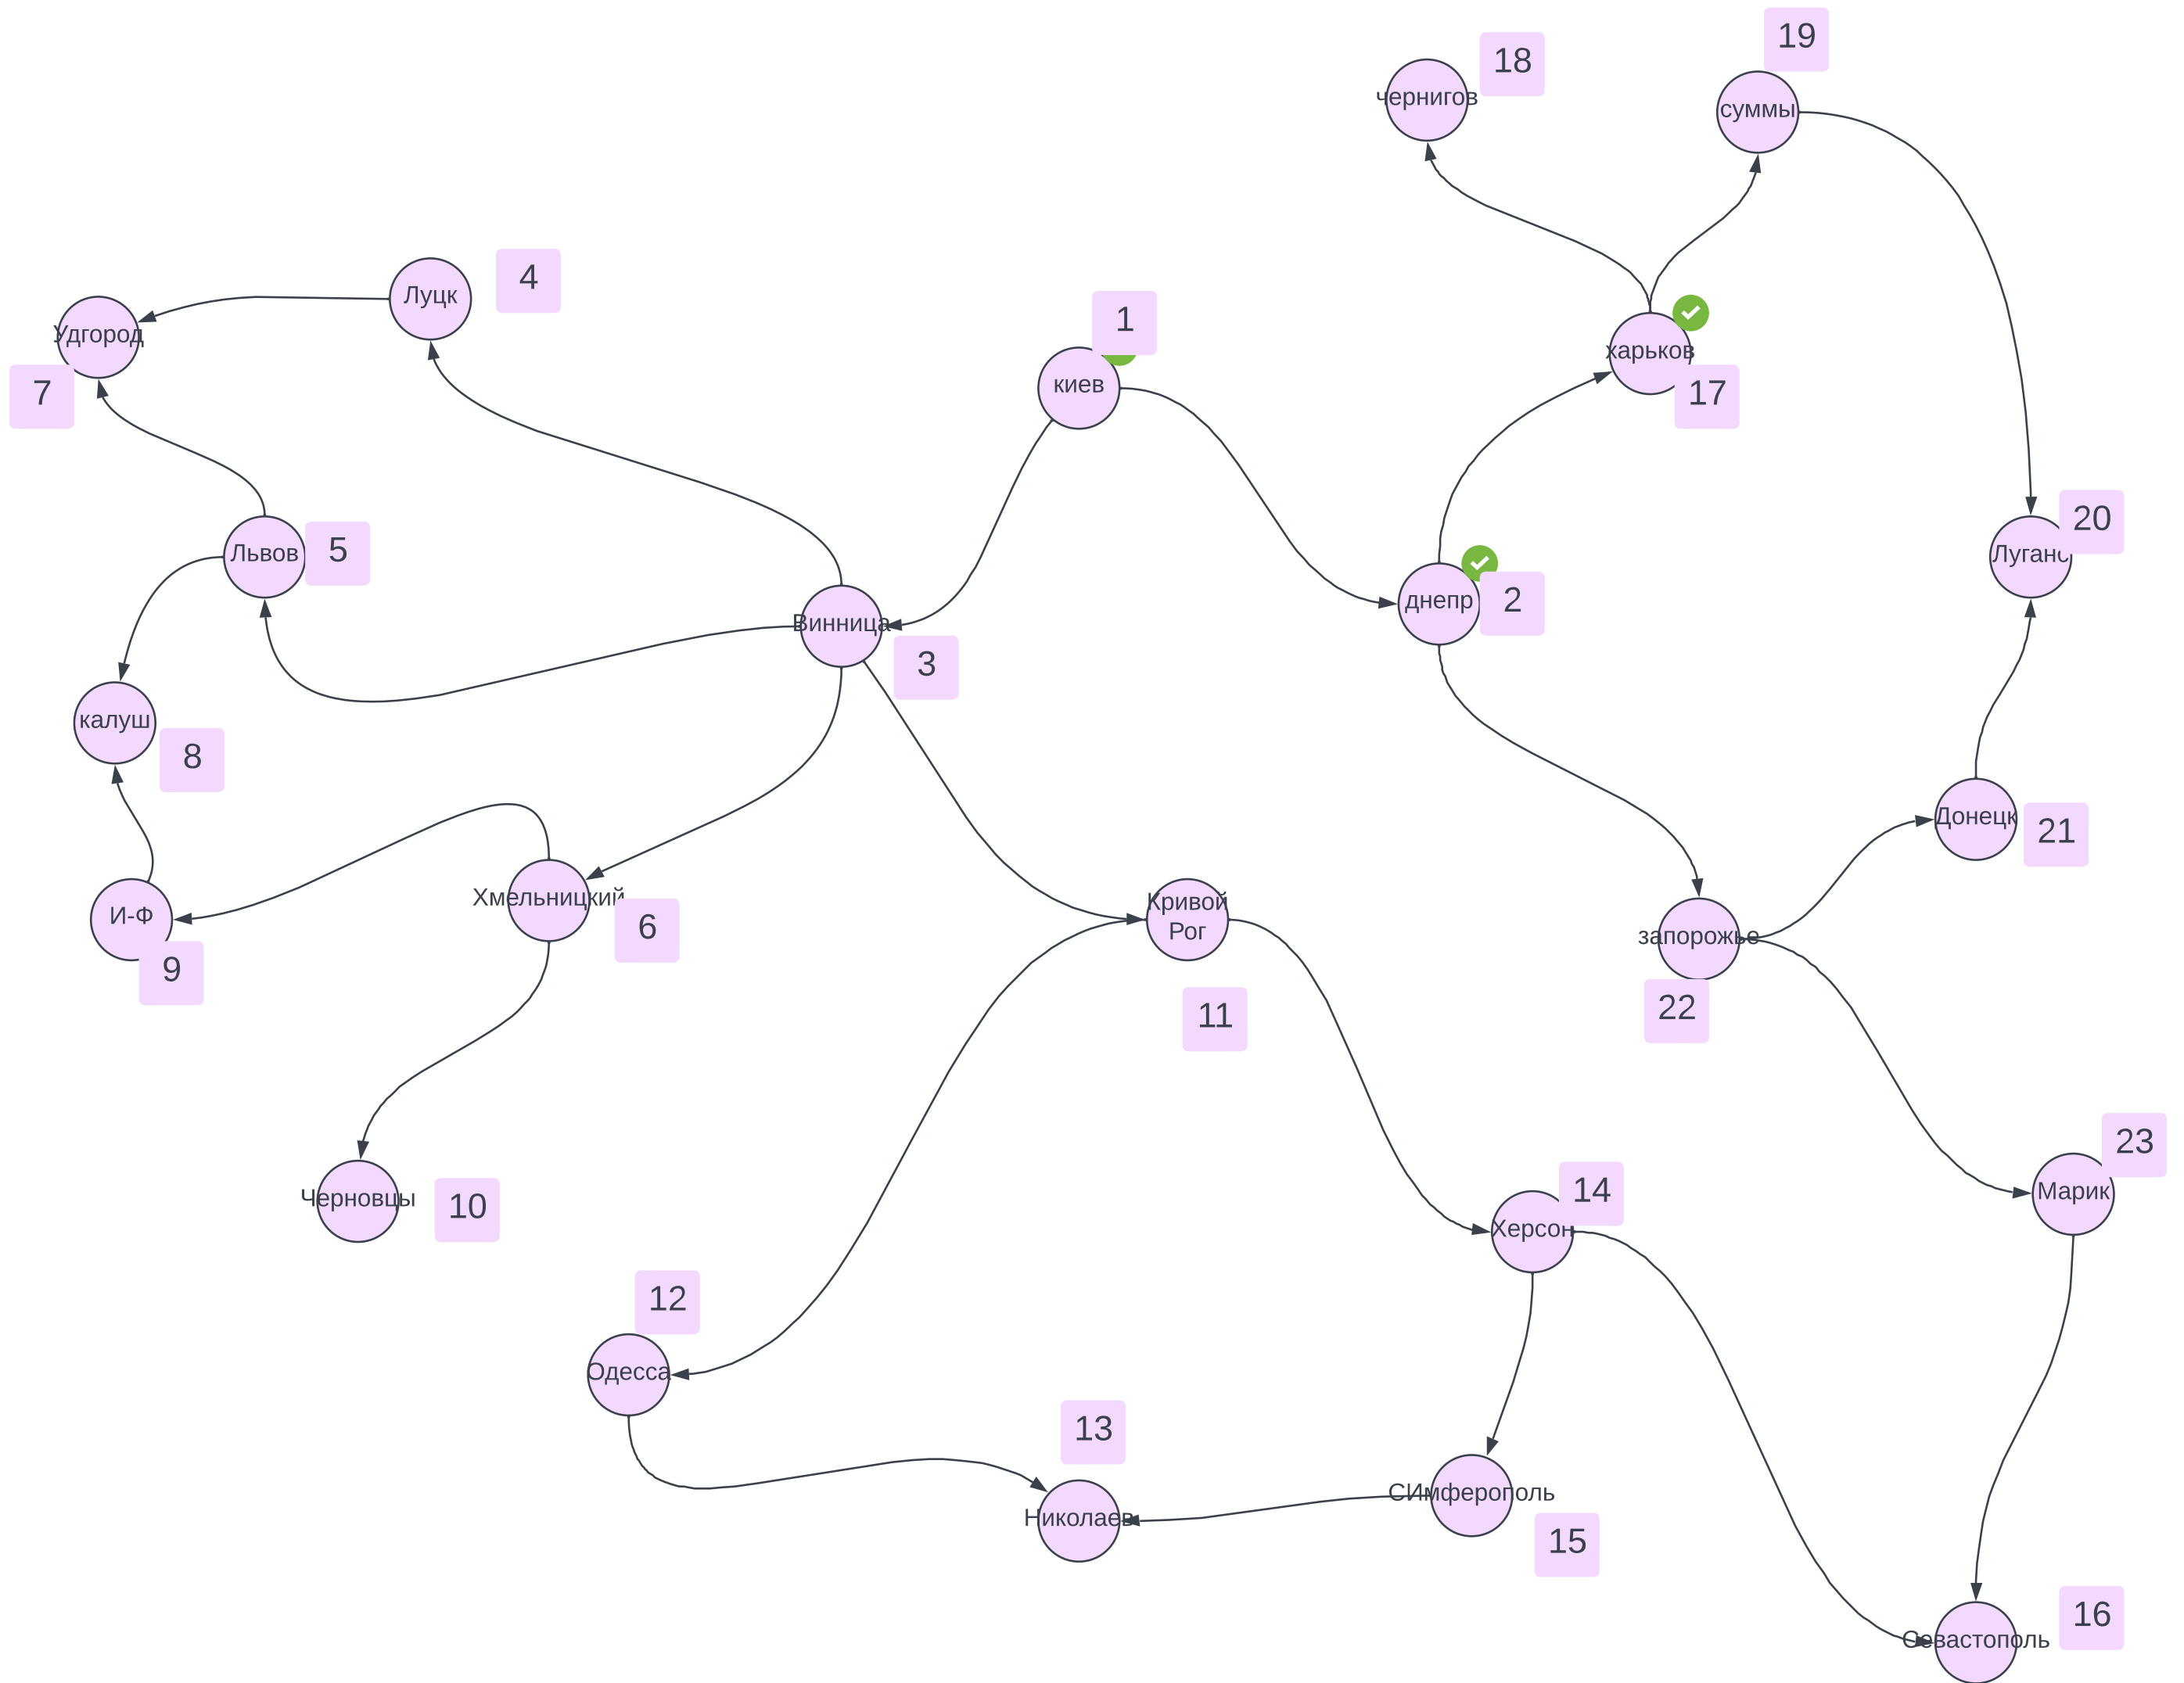 19
18
чернигов
суммы
4
Луцк
1
Удгород
7
киев
харьков
17
20
Львов
5
Луганс
днепр
2
Винница
3
калуш
8
Донецк
21
Хмельницкий
6
И-Ф
9
Кривой
Рог
11
запорожье
22
23
Марик
Черновцы
10
14
Херсон
12
Одесса
13
Николаев
СИмферополь
15
16
Севастополь